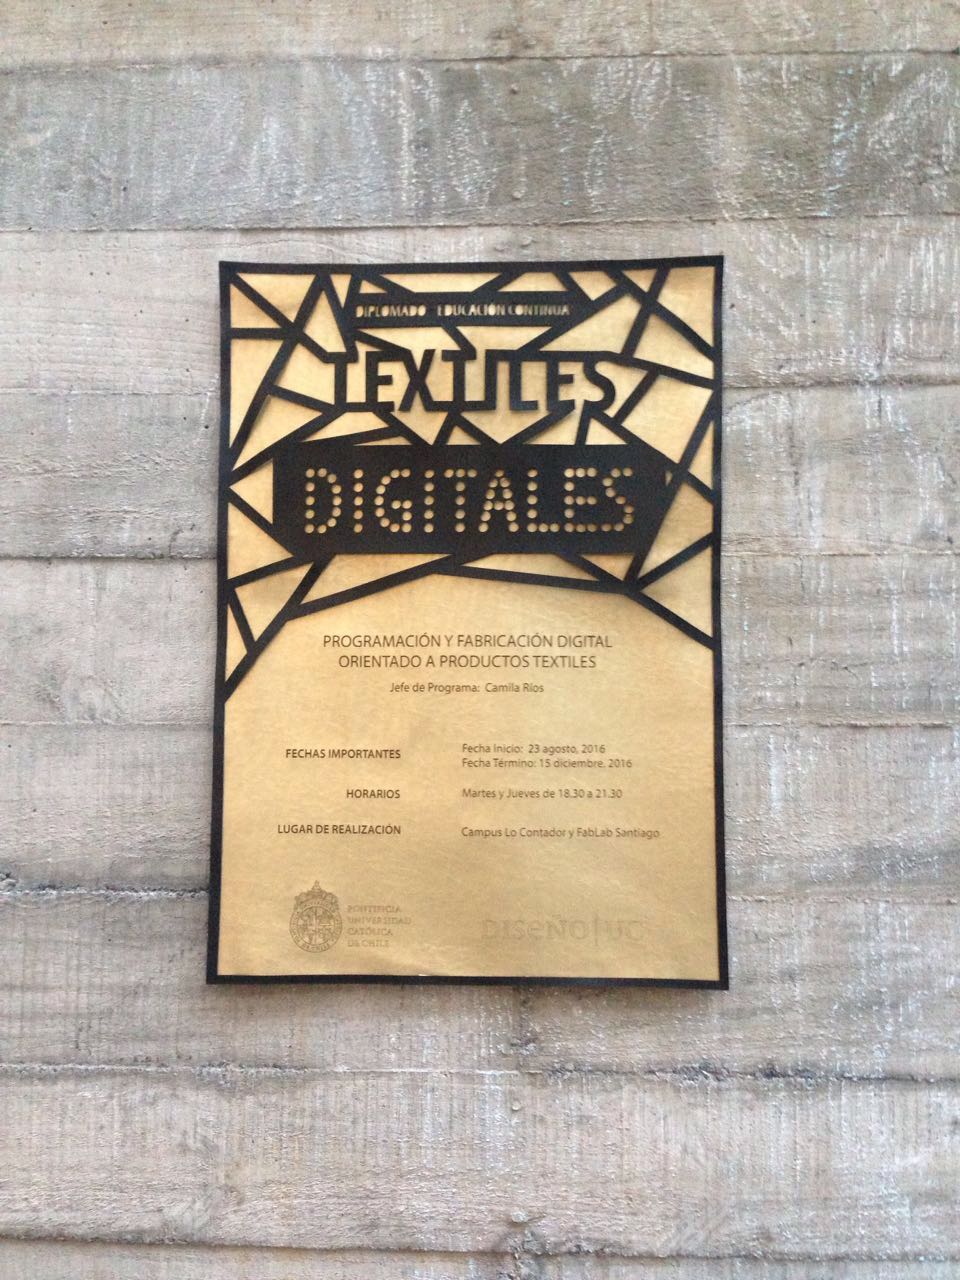 DIPLOMADO EDUCACIÓN CONTINUA
TEXTILES
DIGITALES
PROGRAMACIÓN Y FABRICACIÓN DIGITAL
ORIENTADO A PRODUCTOS TEXTILES
Jefe de Programa: Camila Ríos
FECHAS IMPORTANTES
Fecha Inicio: 23 agosto, 2016
Fecha Término: 15 diciembre, 2016
HORARIOS
Martes y Jueves de 18.30 a 21.30
LUGAR DE REALIZACIÓN
Campus Lo Contador y FabLab Santiago
PONTIFICIA
UNIVERSIDAD
CATÓLICA
DE CHILE
DISEÑO|UC